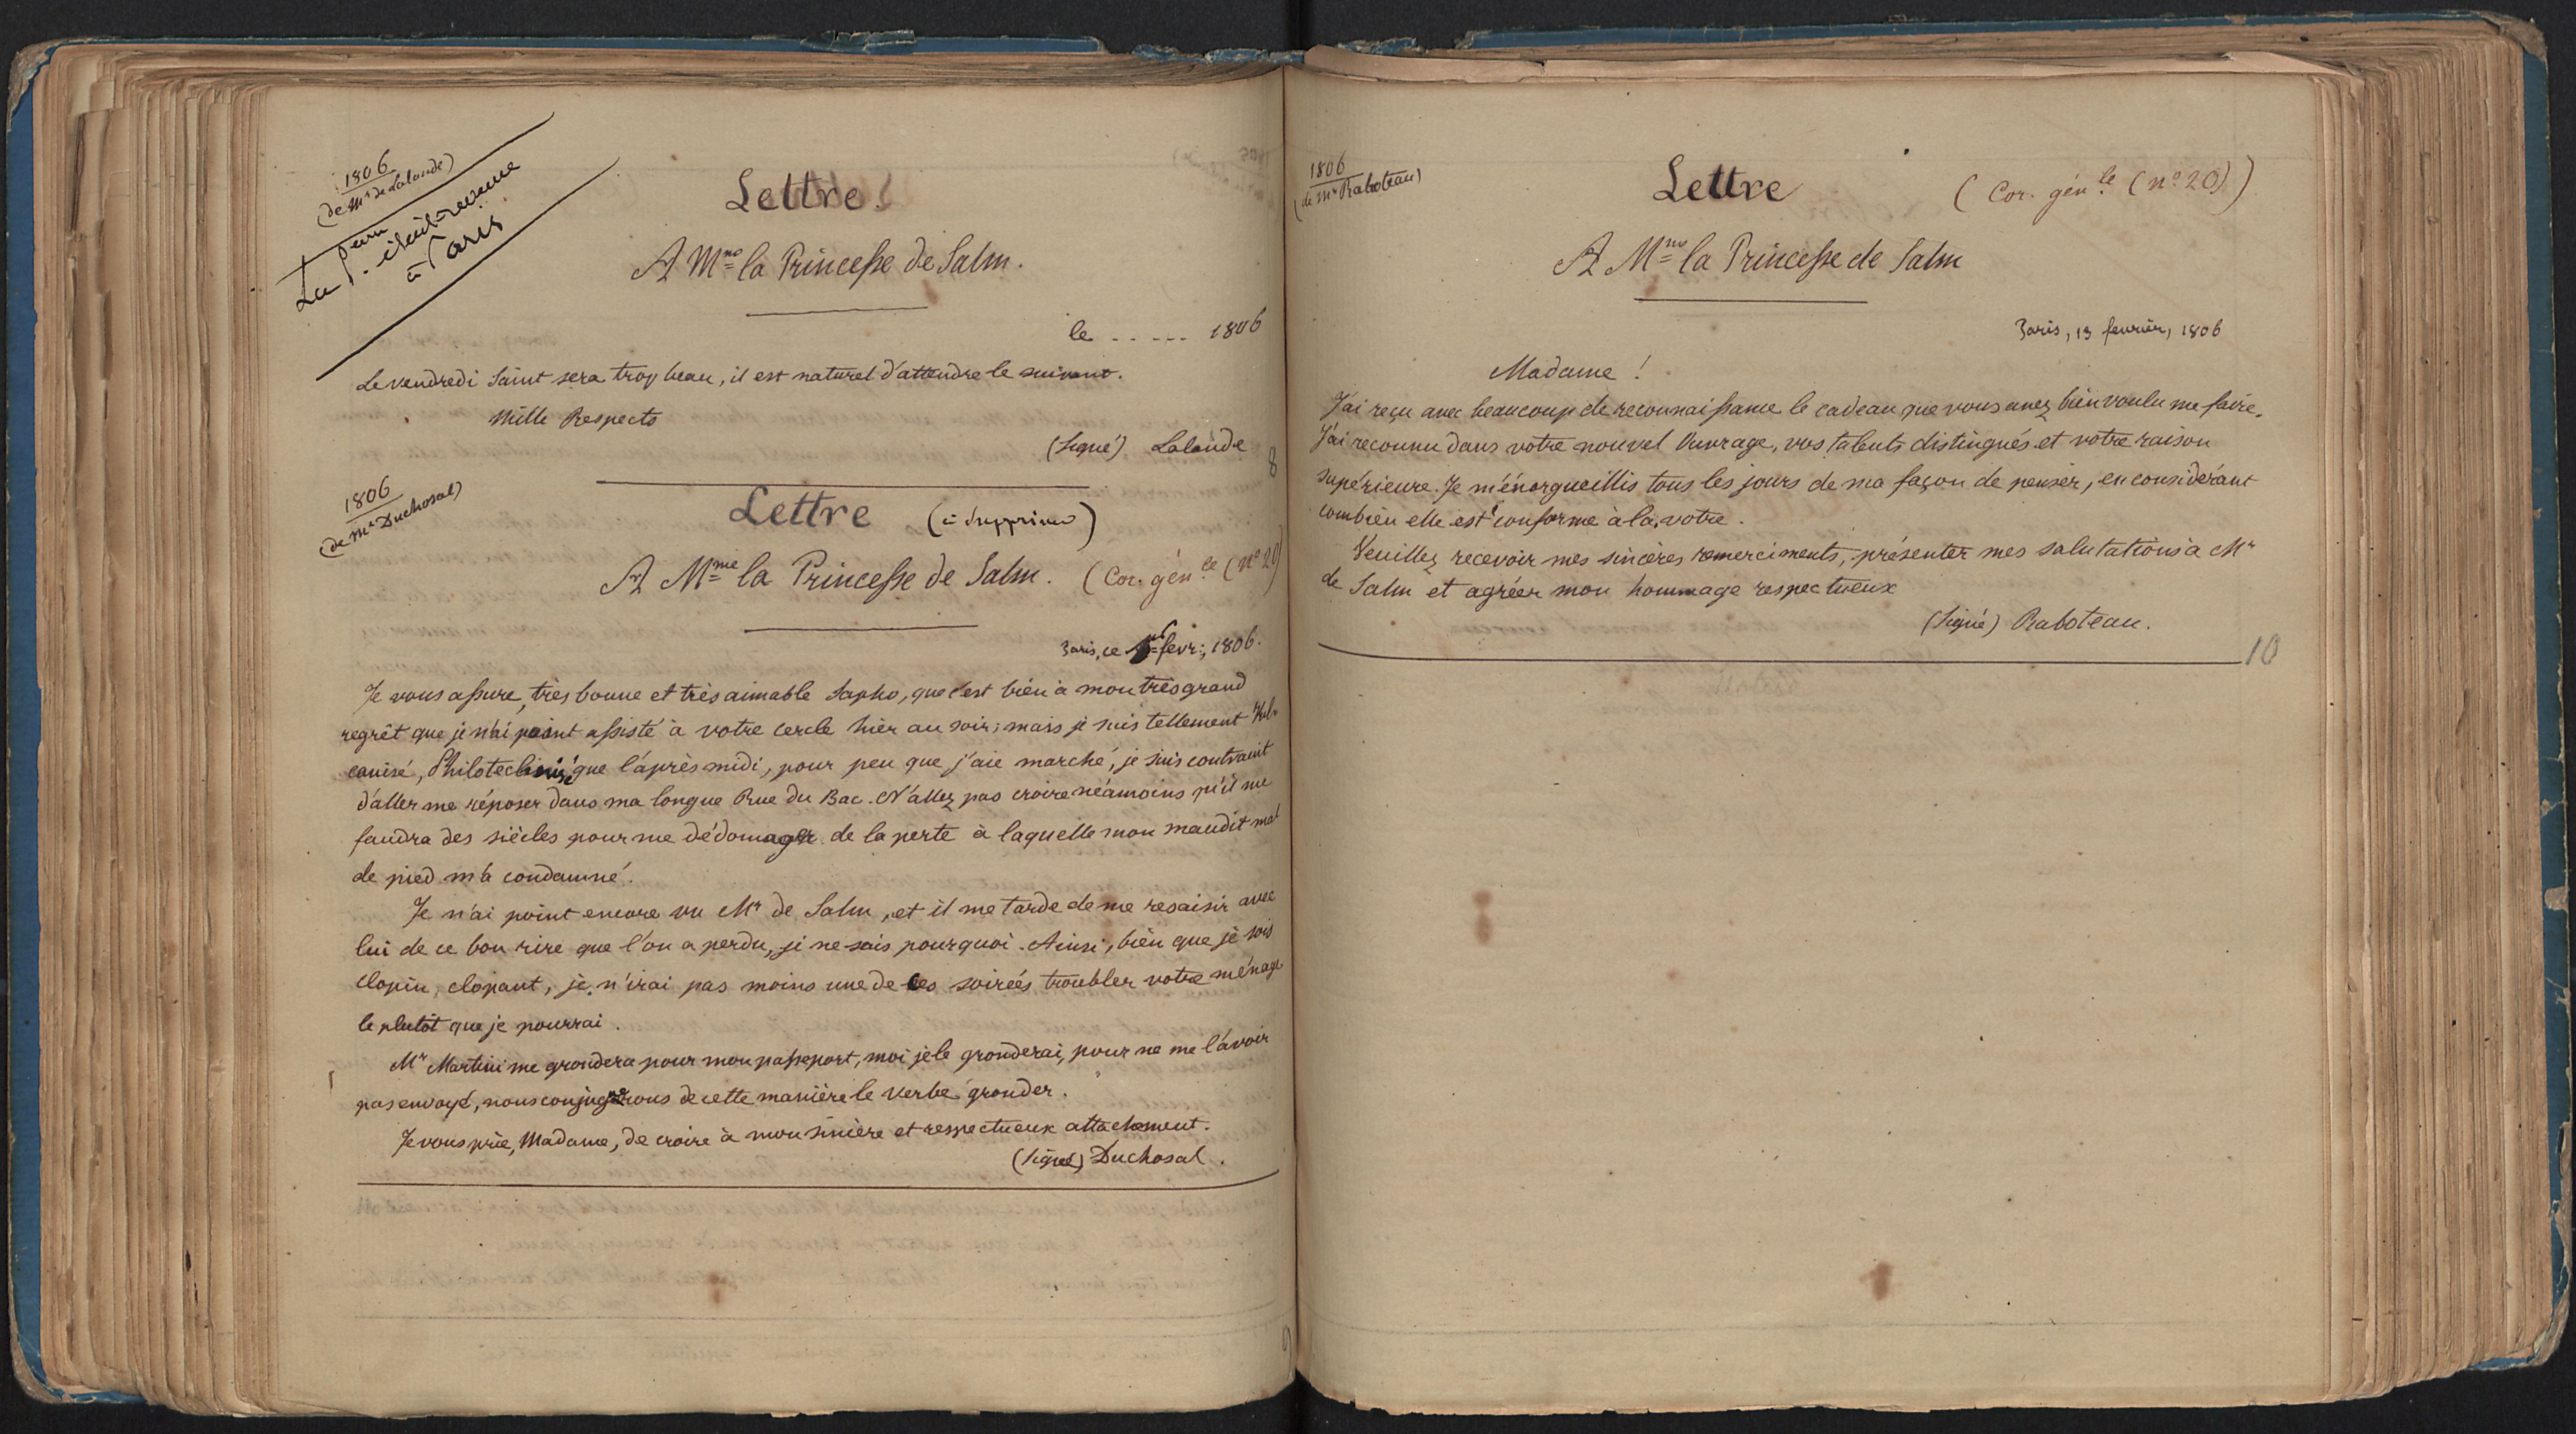 1806
(de Mr de Lalande)
La pcsse était revenue
à Paris
Lettre
A Mme la Princesse de Salm.
le ...... 1806
Le vendredi Saint sera trop beau, il est naturel d'attendre le suivant.
Mille Respects
(Signé) Lalande
8
1806
(de Mr Duchosal)
Lettre (à supprimer)
A Mme la Princesse de Salm. (Cor. génle (nº 20)
Paris, ce 1er fevr:, 1806.
Je vous assure, très bonne et très aimable Sapho, que c'est bien à mon très grand
regrêt que je n'ai point assisté à votre cercle hièr au soir; mais je suis tellement Vul-
canisé, Philotechnisé que l'après midi, pour peu que j'aie marché, je suis contraint
d'aller me réposer dans ma longue Rue du Bac. N'allez pas croire néamoins qu'il me
faudra des siècles pour me dédomager de la perte à laquelle mon maudit mal
de pied m'a condamné.
Je n'ai point encore vu Mr de Salm, et il me tarde de me resaisir avec
lui de ce bon rire que l'on a perdu, je ne sais pourquoi. Ainsi, bien que je sois
clopin, clopant, je n'irai pas moins une de ces soirées troubler votre ménage
le plutôt que je pourrai.
Mr Martini me grondera pour mon passeport, moi je le gronderai, pour ne me l'avoir
pas envoyé, nous conjuguerons de cette manière le verbe gronder.
Je vous prie, Madame, de croire à mon sincère et respectueux attachement.
(Signé) Duchosal.
9
1806
(de Mr Raboteau)
Lettre (Cor. génle (nº 20))
A Mme la Princesse de Salm
Paris, 13 fevrièr, 1806
Madame !
J'ai reçu avec beaucoup de reconnaissance le cadeau que vous avez bien voulu me faire.
J'ai reconnu dans votre nouvel Ouvrage, vos talents distingués et votre raison
supérieure. Je m'énorgueillis tous les jours de ma façon de penser, en considérant
combien elle est conforme à la votre.
Veuillez recevoir mes sincères remerciments, présenter mes salutations à Mr
de Salm et agréer mon hommage respectueux
(Signé) Raboteau.
10